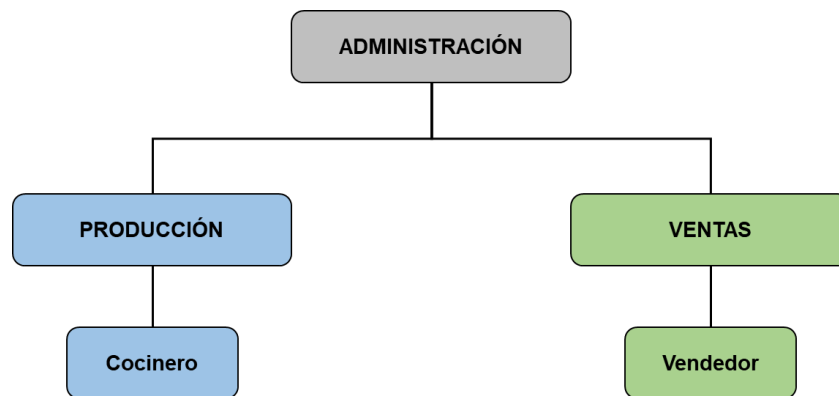 ADMINISTRACIÓN
PRODUCCIÓN
VENTAS
Cocinero
Vendedor